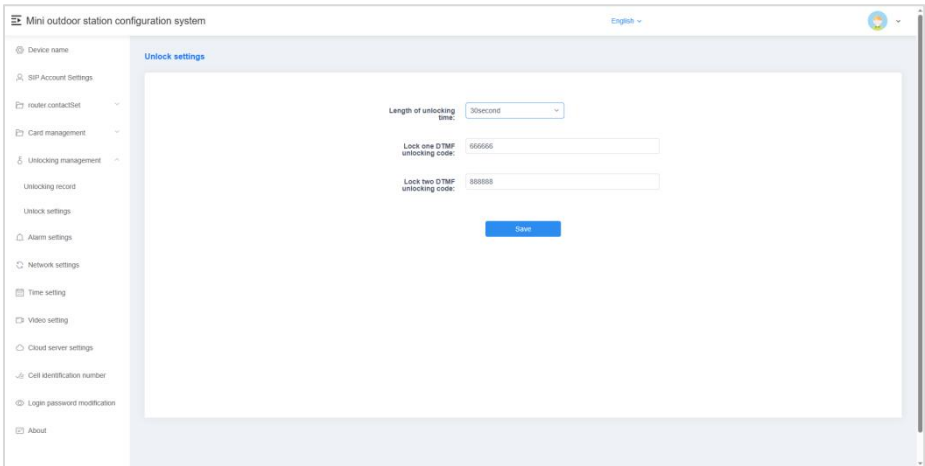 Mini outdoor station configuration system
English
Device name
Unlock settings
SIP Account Settings
router.contactSet
Card management
Unlocking management
Unlocking record
Unlock settings
Alarm settings
Network settings
Time setting
Video setting
Cloud server settings
Cell identification number
Login password modification
About
Length of unlocking
time:
30second
Lock one DTMF
unlocking code:
666666
Lock two DTMF
unlocking code:
888888
Save